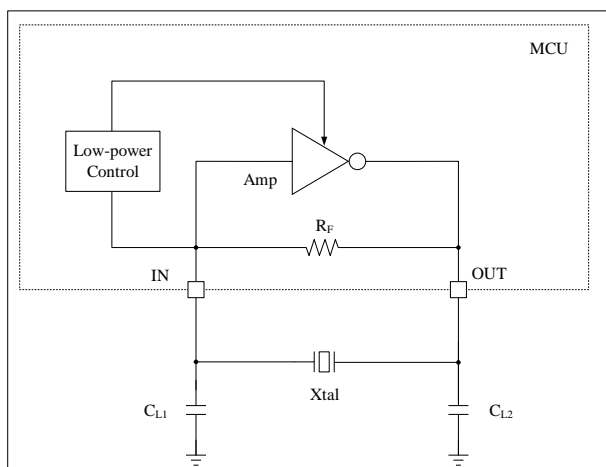 MCU
Low-power
Control
Amp
R_F
IN
OUT
Xtal
C_L1
C_L2